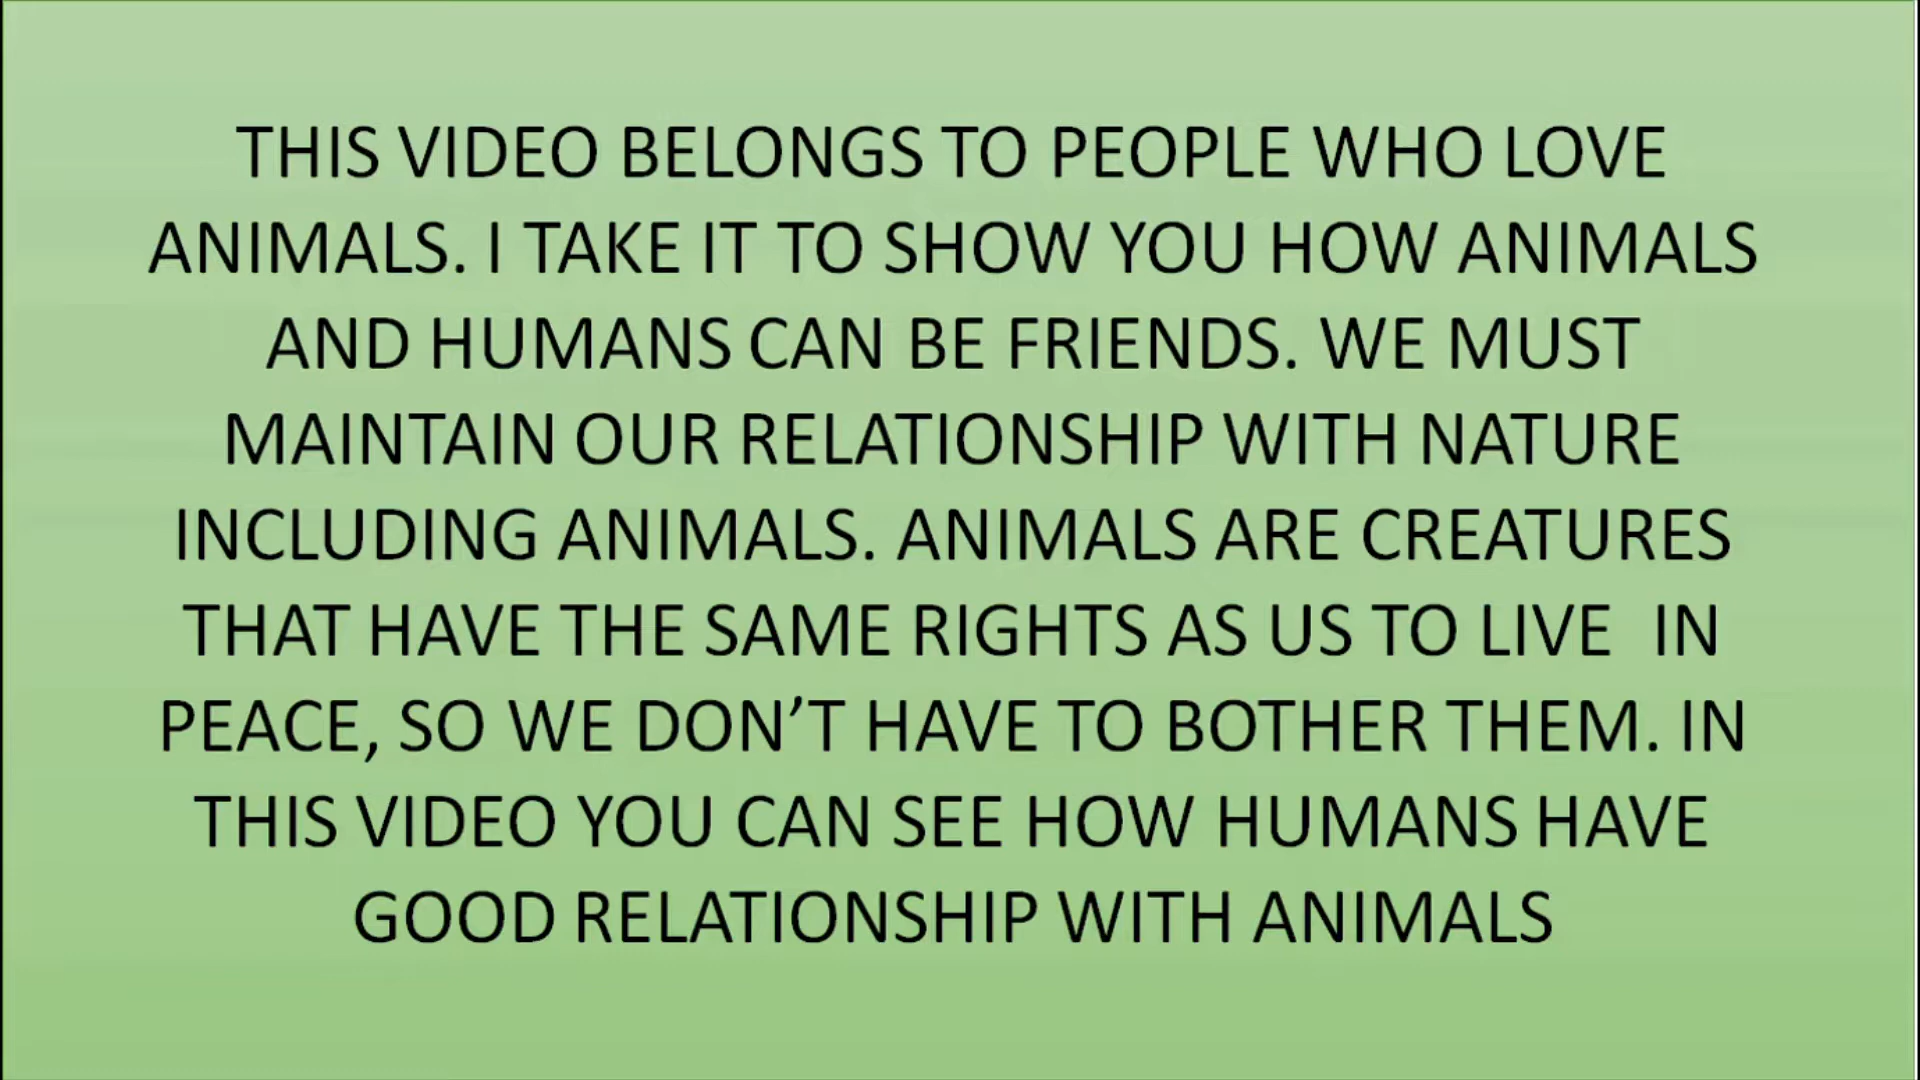 THIS VIDEO BELONGS TO PEOPLE WHO LOVE
ANIMALS. I TAKE IT TO SHOW YOU HOW ANIMALS
AND HUMANS CAN BE FRIENDS. WE MUST
MAINTAIN OUR RELATIONSHIP WITH NATURE
INCLUDING ANIMALS. ANIMALS ARE CREATURES
THAT HAVE THE SAME RIGHTS AS US TO LIVE  IN
PEACE, SO WE DON’T HAVE TO BOTHER THEM. IN
THIS VIDEO YOU CAN SEE HOW HUMANS HAVE
GOOD RELATIONSHIP WITH ANIMALS